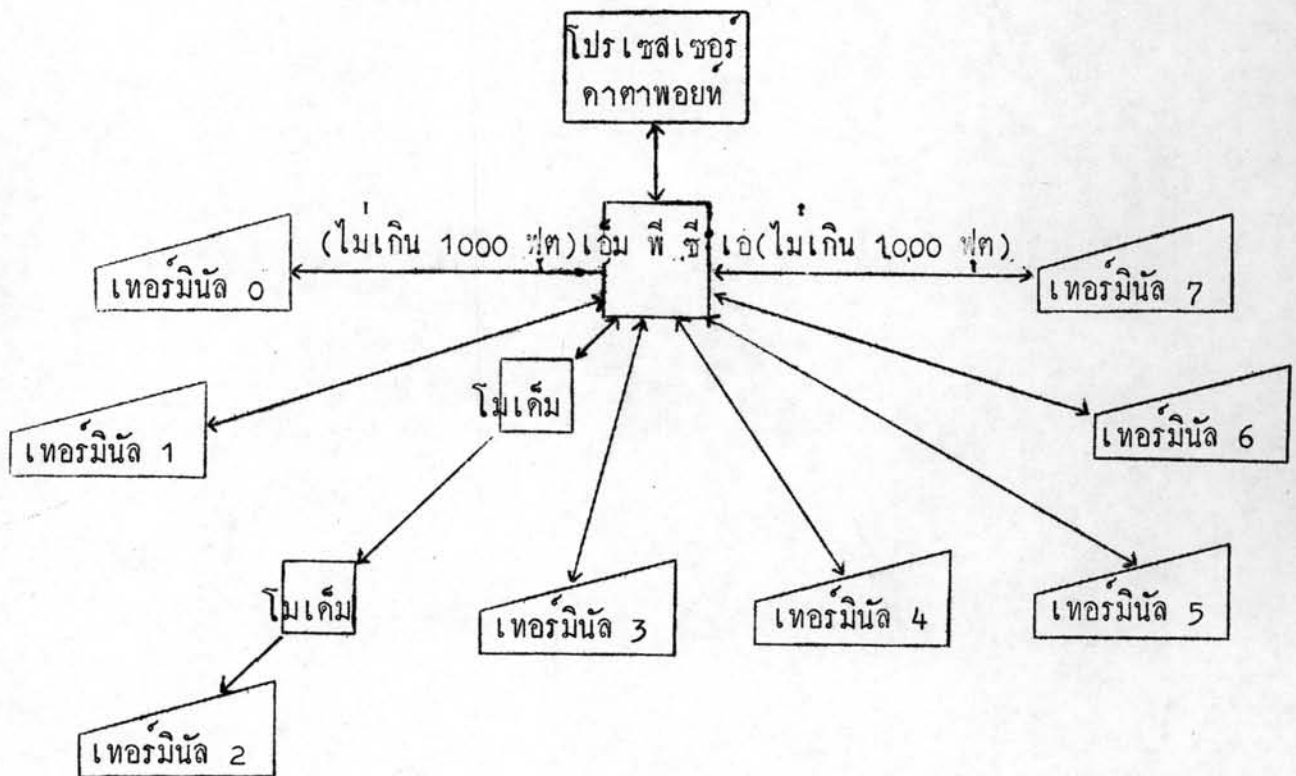 โปรเซสเซอร์
คาตาพอยท์
(ไม่เกิน 1000 ฟุต) เอ็ม พี ซี เอ (ไม่เกิน 1000 ฟุต)
เทอร์มินัล 0
เทอร์มินัล 7
โมเด็ม
เทอร์มินัล 1
เทอร์มินัล 6
โมเด็ม
เทอร์มินัล 3
เทอร์มินัล 4
เทอร์มินัล 5
เทอร์มินัล 2